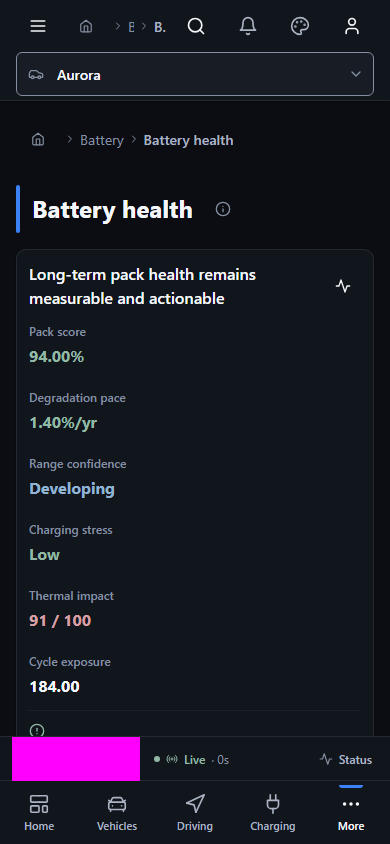 B B.
Aurora
Battery Battery health
Battery health
Long-term pack health remains
measurable and actionable
Pack score
94.00%
Degradation pace
1.40%/yr
Range confidence
Developing
Charging stress
Low
Thermal impact
91 / 100
Cycle exposure
184.00
Live · 0s Status
Home Vehicles Driving Charging More